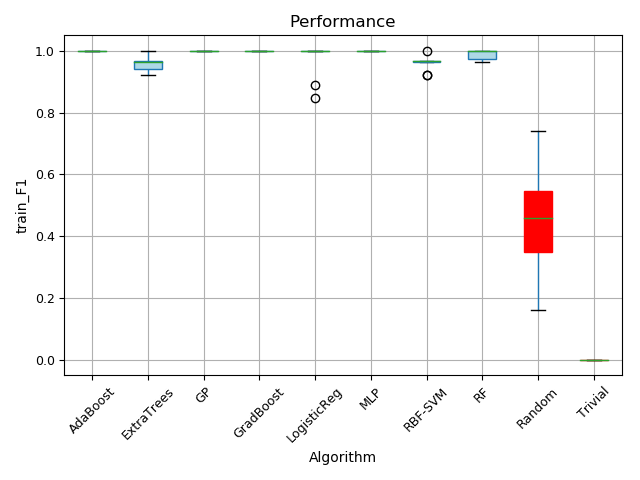 Performance
train_F1
1.0
0.8
0.6
0.4
0.2
0.0
AdaBoost
ExtraTrees
GP
GradBoost
LogisticReg
MLP
RBF-SVM
RF
Random
Trivial
Algorithm